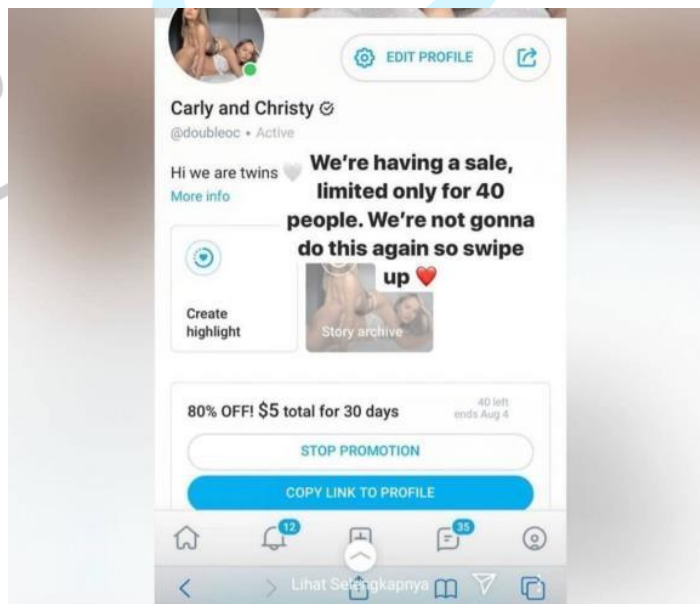 EDIT PROFILE
Carly and Christy
@doubleoc • Active
Hi we are twins 🤍
More info
We're having a sale,
limited only for 40
people. We're not gonna
do this again so swipe
up ❤️
Create
highlight
Story archive
80% OFF! $5 total for 30 days
40 left
ends Aug 4
STOP PROMOTION
COPY LINK TO PROFILE
12
35
Lihat Selengkapnya